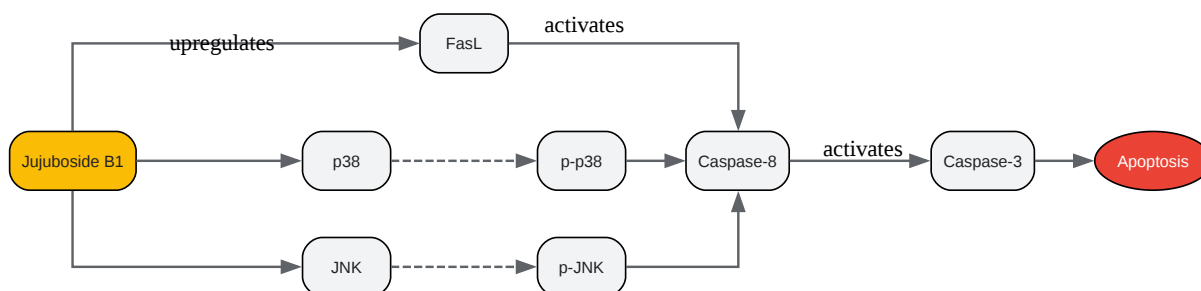 activates
upregulates
FasL
Jujuboside B1
p38
p-p38
Caspase-8
activates
Caspase-3
Apoptosis
JNK
p-JNK